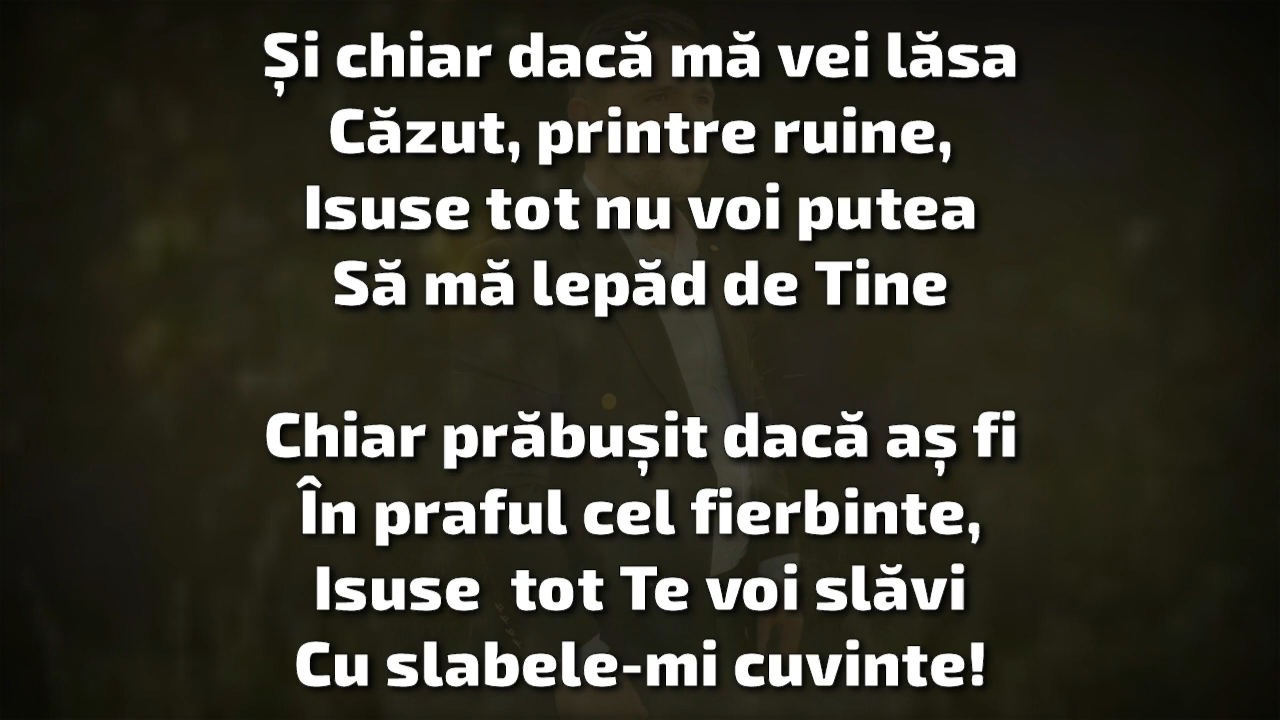 Și chiar dacă mă vei lăsa
Căzut, printre ruine,
Isuse tot nu voi putea
Să mă lepăd de Tine
Chiar prăbușit dacă aș fi
În praful cel fierbinte,
Isuse  tot Te voi slăvi
Cu slabele-mi cuvinte!